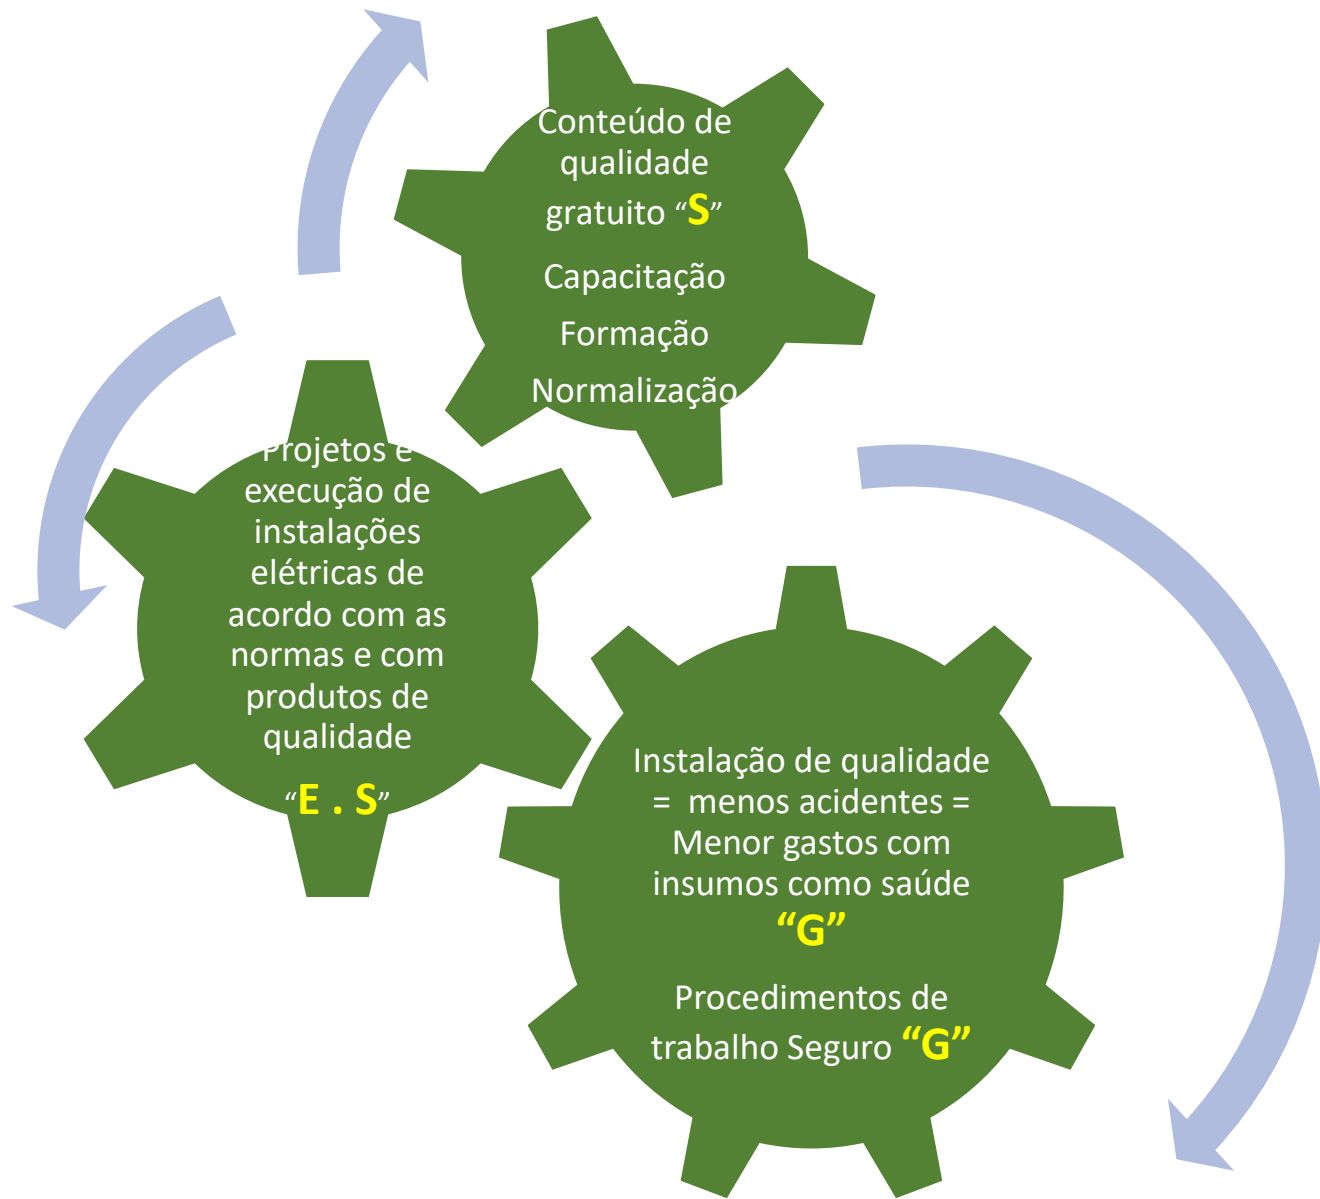 Conteúdo de
qualidade
gratuito “S”
Capacitação
Formação
Normalização
Projetos e
execução de
instalações
elétricas de
acordo com as
normas e com
produtos de
qualidade
“E . S”
Instalação de qualidade
= menos acidentes =
Menor gastos com
insumos como saúde
“G”
Procedimentos de
trabalho Seguro “G”